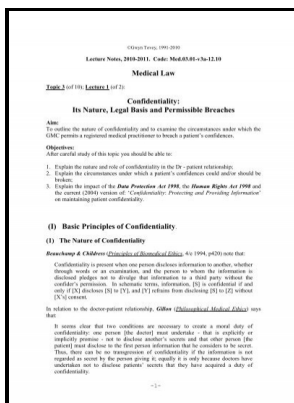 ©Gwyn Tovey, 1991-2010
Lecture Notes, 2010-2011. Code: Med.03.01-v3a-12.10
Medical Law
Topic 3 (of 10); Lecture 1 (of 2):
Confidentiality:
Its Nature, Legal Basis and Permissible Breaches
Aim:
To outline the nature of confidentiality and to examine the circumstances under which the
GMC permits a registered medical practitioner to breach a patient's confidences.
Objectives:
After careful study of this topic you should be able to:
1. Explain the nature and role of confidentiality in the Dr - patient relationship;
2. Explain the circumstances under which a patient's confidences could and/or should be
broken;
3. Explain the impact of the Data Protection Act 1998, the Human Rights Act 1998 and
the current (2004) version of: 'Confidentiality: Protecting and Providing Information'
on maintaining patient confidentiality.
(I) Basic Principles of Confidentiality
(1) The Nature of Confidentiality
Beauchamp & Childress (Principles of Biomedical Ethics, 4/e 1994, p420) note that:
Confidentiality is present when one person discloses information to another, whether
through words or an examination, and the person to whom the information is
disclosed pledges not to divulge that information to a third party without the
confider's permission. In schematic terms, information, [S] is confidential if and
only if [X] discloses [S] to [Y], and [Y] refrains from disclosing [S] to [Z] without
[X's] consent.
In relation to the doctor-patient relationship, Gillon (Philosophical Medical Ethics) says
that:
It seems clear that two conditions are necessary to create a moral duty of
confidentiality: one person [the doctor] must undertake - that is explicitly or
implicitly promise - not to disclose another's secrets and that other person [the
patient] must disclose to the first person information that he considers to be secret.
Thus, there can be no transgression of confidentiality if the information is not
regarded as secret by the person giving it; equally it is only because doctors have
undertaken not to disclose patients' secrets that they have acquired a duty of
confidentiality.
- 1 -